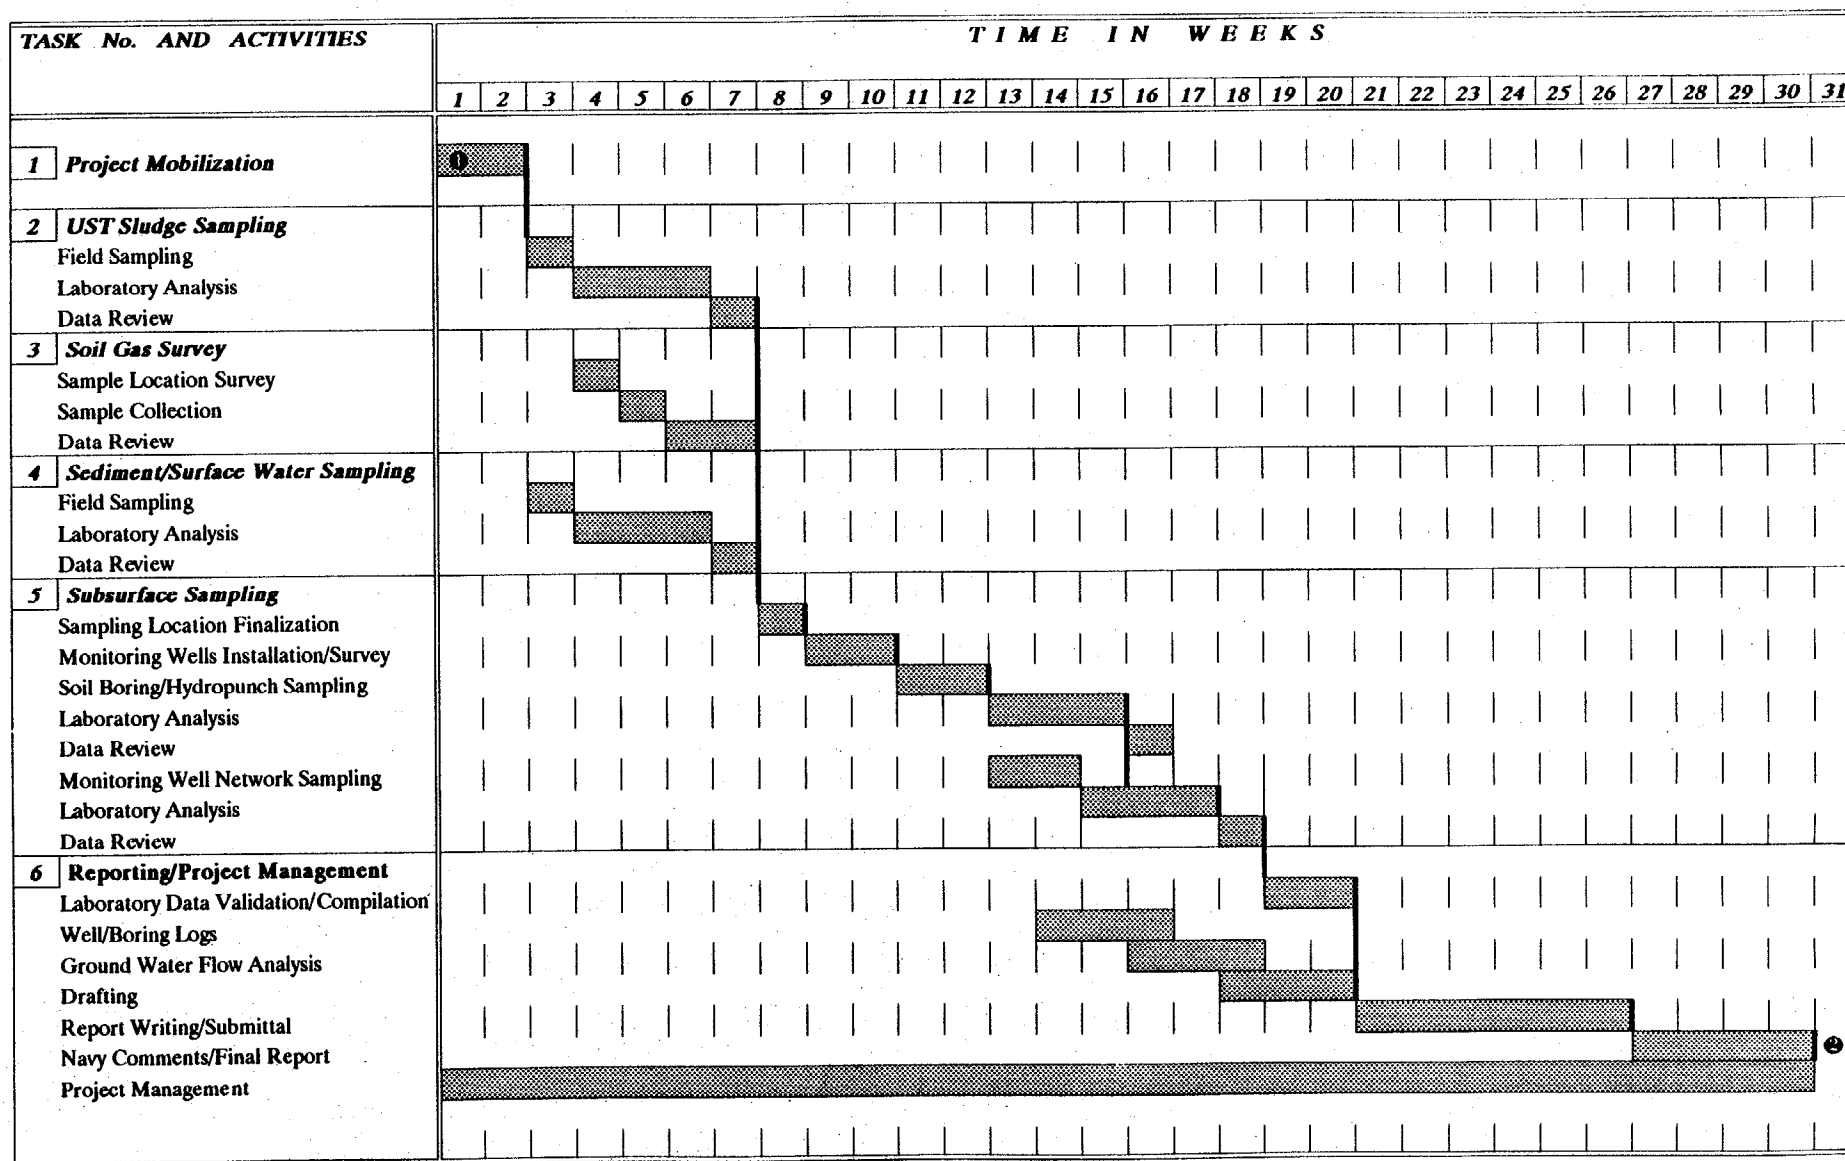 TASK No. AND ACTIVITIES
TIME IN WEEKS
1 2 3 4 5 6 7 8 9 10 11 12 13 14 15 16 17 18 19 20 21 22 23 24 25 26 27 28 29 30 31
1 Project Mobilization
❶
2 UST Sludge Sampling
Field Sampling
Laboratory Analysis
Data Review
3 Soil Gas Survey
Sample Location Survey
Sample Collection
Data Review
4 Sediment/Surface Water Sampling
Field Sampling
Laboratory Analysis
Data Review
5 Subsurface Sampling
Sampling Location Finalization
Monitoring Wells Installation/Survey
Soil Boring/Hydropunch Sampling
Laboratory Analysis
Data Review
Monitoring Well Network Sampling
Laboratory Analysis
Data Review
6 Reporting/Project Management
Laboratory Data Validation/Compilation
Well/Boring Logs
Ground Water Flow Analysis
Drafting
Report Writing/Submittal
Navy Comments/Final Report
❷
Project Management